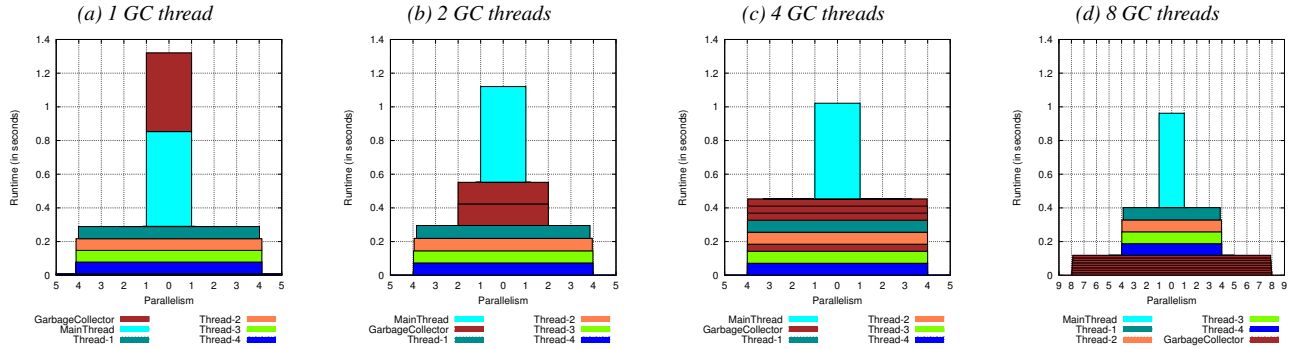 (a) 1 GC thread
1.4
1.2
1
0.8
0.6
0.4
0.2
0
Runtime (in seconds)
5 4 3 2 1 0 1 2 3 4 5
Parallelism
GarbageCollector
MainThread
Thread-1
Thread-2
Thread-3
Thread-4
(b) 2 GC threads
1.4
1.2
1
0.8
0.6
0.4
0.2
0
Runtime (in seconds)
5 4 3 2 1 0 1 2 3 4 5
Parallelism
MainThread
GarbageCollector
Thread-1
Thread-2
Thread-3
Thread-4
(c) 4 GC threads
1.4
1.2
1
0.8
0.6
0.4
0.2
0
Runtime (in seconds)
5 4 3 2 1 0 1 2 3 4 5
Parallelism
MainThread
GarbageCollector
Thread-1
Thread-2
Thread-3
Thread-4
(d) 8 GC threads
1.4
1.2
1
0.8
0.6
0.4
0.2
0
Runtime (in seconds)
9 8 7 6 5 4 3 2 1 0 1 2 3 4 5 6 7 8 9
Parallelism
MainThread
Thread-1
Thread-2
Thread-3
Thread-4
GarbageCollector